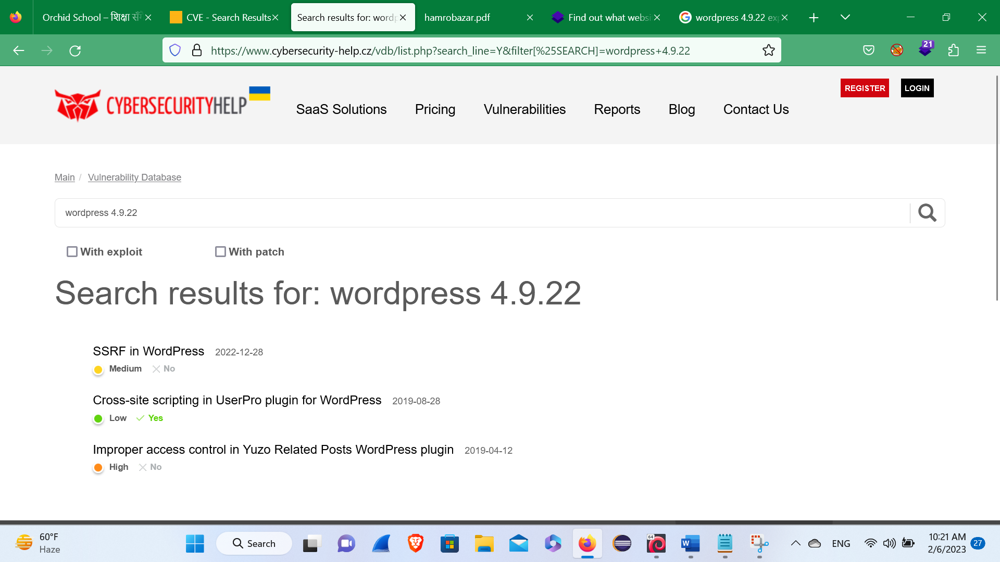 Orchid School – शिक्षा
CVE - Search Results
Search results for: wordp
hamrobazar.pdf
Find out what websi
wordpress 4.9.22 ex
https://www.cybersecurity-help.cz/vdb/list.php?search_line=Y&filter[%25SEARCH]=wordpress+4.9.22
21
CYBERSECURITYHELP
SaaS Solutions
Pricing
Vulnerabilities
Reports
Blog
Contact Us
REGISTER
LOGIN
Main / Vulnerability Database
wordpress 4.9.22
With exploit
With patch
Search results for: wordpress 4.9.22
SSRF in WordPress 2022-12-28
Medium No
Cross-site scripting in UserPro plugin for WordPress 2019-08-28
Low Yes
Improper access control in Yuzo Related Posts WordPress plugin 2019-04-12
High No
60°F
Haze
Search
64
W
ENG
10:21 AM
2/6/2023
27